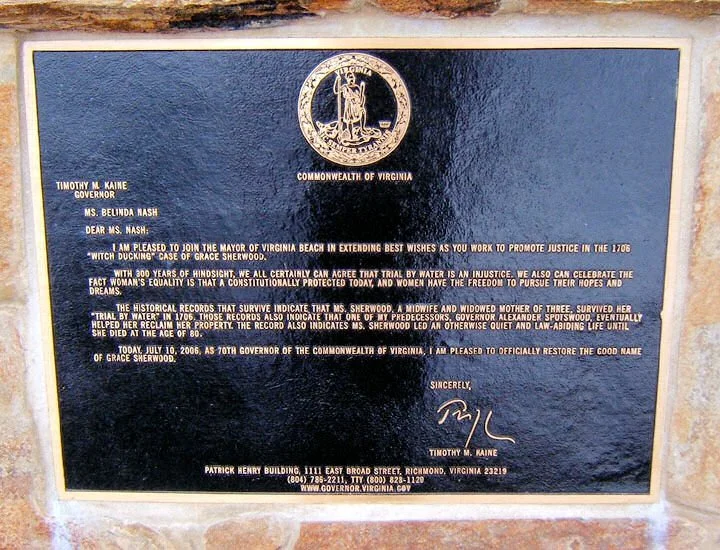 VIRGINIA
SIC SEMPER TYRANNIS
COMMONWEALTH OF VIRGINIA
TIMOTHY M. KAINE
GOVERNOR
MS. BELINDA NASH
DEAR MS. NASH:
I AM PLEASED TO JOIN THE MAYOR OF VIRGINIA BEACH IN EXTENDING BEST WISHES AS YOU WORK TO PROMOTE JUSTICE IN THE 1706
"WITCH DUCKING" CASE OF GRACE SHERWOOD.
WITH 300 YEARS OF HINDSIGHT, WE ALL CERTAINLY CAN AGREE THAT TRIAL BY WATER IS AN INJUSTICE. WE ALSO CAN CELEBRATE THE
FACT WOMAN'S EQUALITY IS THAT A CONSTITUTIONALLY PROTECTED TODAY, AND WOMEN HAVE THE FREEDOM TO PURSUE THEIR HOPES AND
DREAMS.
THE HISTORICAL RECORDS THAT SURVIVE INDICATE THAT MS. SHERWOOD, A MIDWIFE AND WIDOWED MOTHER OF THREE, SURVIVED HER
"TRIAL BY WATER" IN 1706. THOSE RECORDS ALSO INDICATE THAT ONE OF MY PREDECESSORS, GOVERNOR ALEXANDER SPOTSWOOD, EVENTUALLY
HELPED HER RECLAIM HER PROPERTY. THE RECORD ALSO INDICATES MS. SHERWOOD LED AN OTHERWISE QUIET AND LAW-ABIDING LIFE UNTIL
SHE DIED AT THE AGE OF 80.
TODAY, JULY 10, 2006, AS 70TH GOVERNOR OF THE COMMONWEALTH OF VIRGINIA, I AM PLEASED TO OFFICIALLY RESTORE THE GOOD NAME
OF GRACE SHERWOOD.
SINCERELY,
TIMOTHY M. KAINE
PATRICK HENRY BUILDING, 1111 EAST BROAD STREET, RICHMOND, VIRGINIA 23219
(804) 786-2211, TTY (800) 828-1120
WWW.GOVERNOR.VIRGINIA.GOV